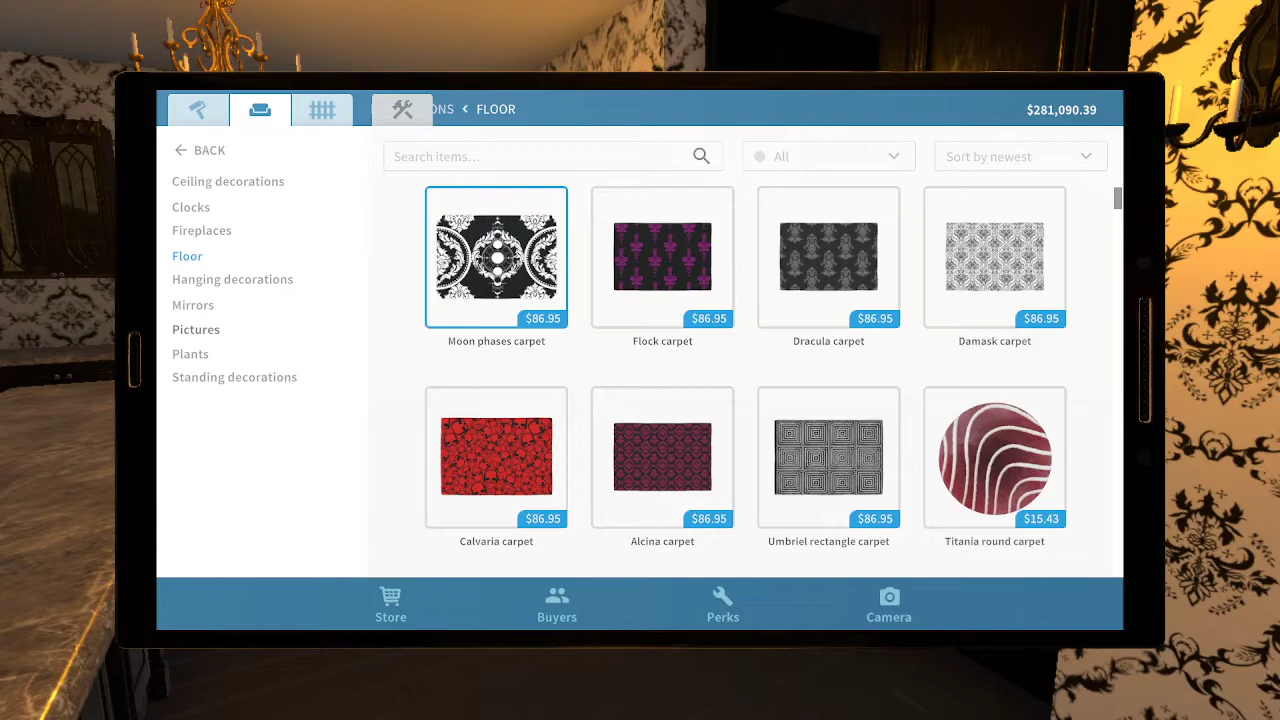 ONS < FLOOR
$281,090.39
← BACK
Search items...
All
Sort by newest
Ceiling decorations
Clocks
Fireplaces
Floor
Hanging decorations
Mirrors
Pictures
Plants
Standing decorations
$86.95
$86.95
$86.95
$86.95
Moon phases carpet
Flock carpet
Dracula carpet
Damask carpet
$86.95
$86.95
$86.95
$15.43
Calvaria carpet
Alcina carpet
Umbriel rectangle carpet
Titania round carpet
Store
Buyers
Perks
Camera